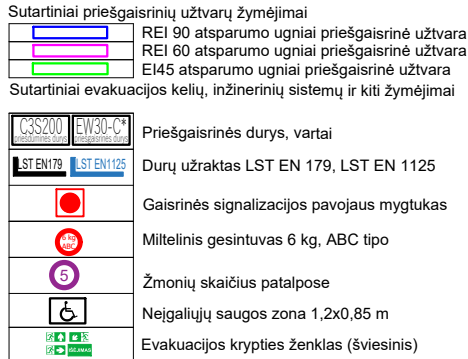 Sutartiniai priešgaisrinių užtvarų žymėjimai
REI 90 atsparumo ugniai priešgaisrinė užtvara
REI 60 atsparumo ugniai priešgaisrinė užtvara
EI45 atsparumo ugniai priešgaisrinė užtvara
Sutartiniai evakuacijos kelių, inžinerinių sistemų ir kiti žymėjimai
C3S200 EW30-C*
priešdūminės durys priešgaisrinės durys
Priešgaisrinės durys, vartai
LST EN179 LST EN1125
Durų užraktas LST EN 179, LST EN 1125
Gaisrinės signalizacijos pavojaus mygtukas
6 kg
ABC
Miltelinis gesintuvas 6 kg, ABC tipo
5
Žmonių skaičius patalpose
Neįgaliųjų saugos zona 1,2x0,85 m
IŠĖJIMAS
Evakuacijos krypties ženklas (šviesinis)